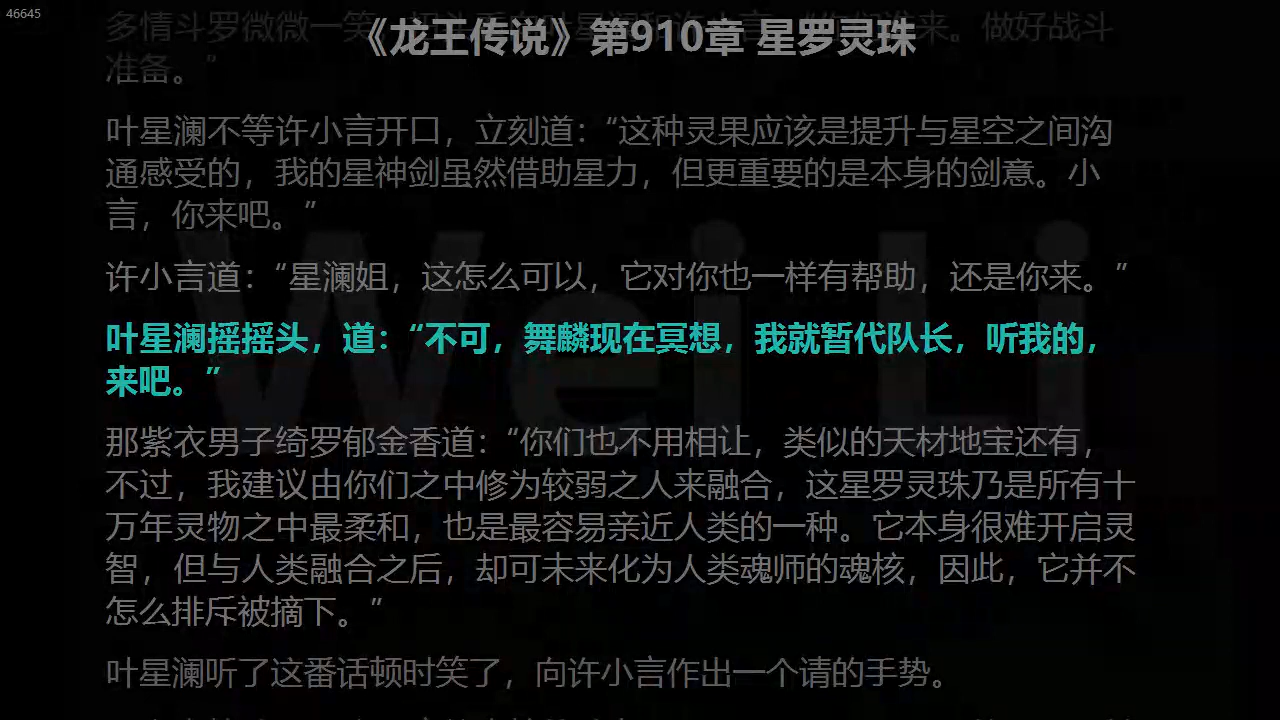 46645
《龙王传说》第910章 星罗灵珠
多情斗罗微微一笑
来。做好战斗
准备。”
叶星澜不等许小言开口，立刻道：“这种灵果应该是提升与星空之间沟
通感受的，我的星神剑虽然借助星力，但更重要的是本身的剑意。小
言，你来吧。”
许小言道：“星澜姐，这怎么可以，它对你也一样有帮助，还是你来。”
叶星澜摇摇头，道：“不可，舞麟现在冥想，我就暂代队长，听我的，
来吧。”
那紫衣男子绮罗郁金香道：“你们也不用相让，类似的天材地宝还有，
不过，我建议由你们之中修为较弱之人来融合，这星罗灵珠乃是所有十
万年灵物之中最柔和，也是最容易亲近人类的一种。它本身很难开启灵
智，但与人类融合之后，却可未来化为人类魂师的魂核，因此，它并不
怎么排斥被摘下。”
叶星澜听了这番话顿时笑了，向许小言作出一个请的手势。
Wei Li